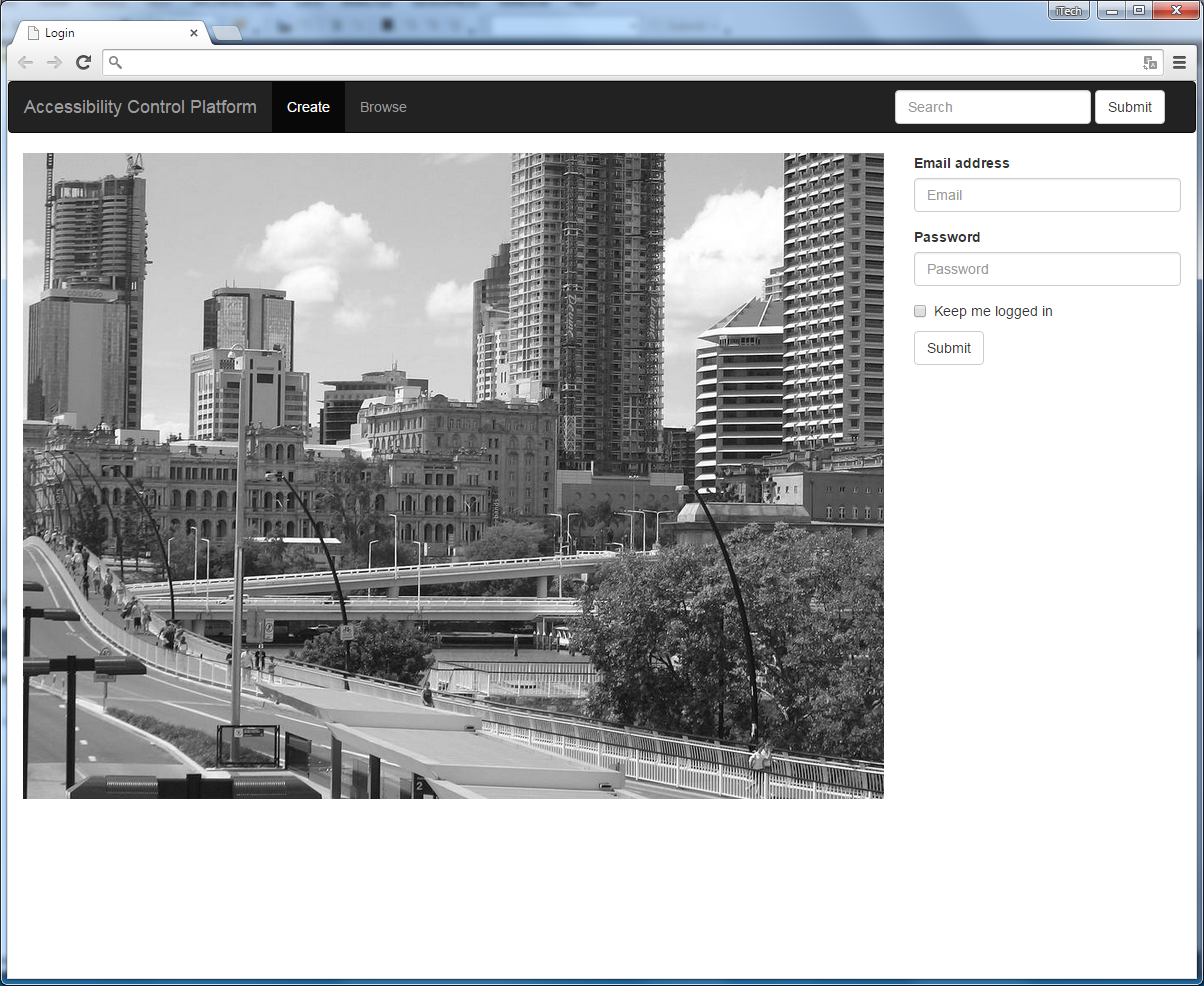 iTech
Login
Accessibility Control Platform
Create
Browse
Search
Submit
Email address
Email
Password
Password
Keep me logged in
Submit
2